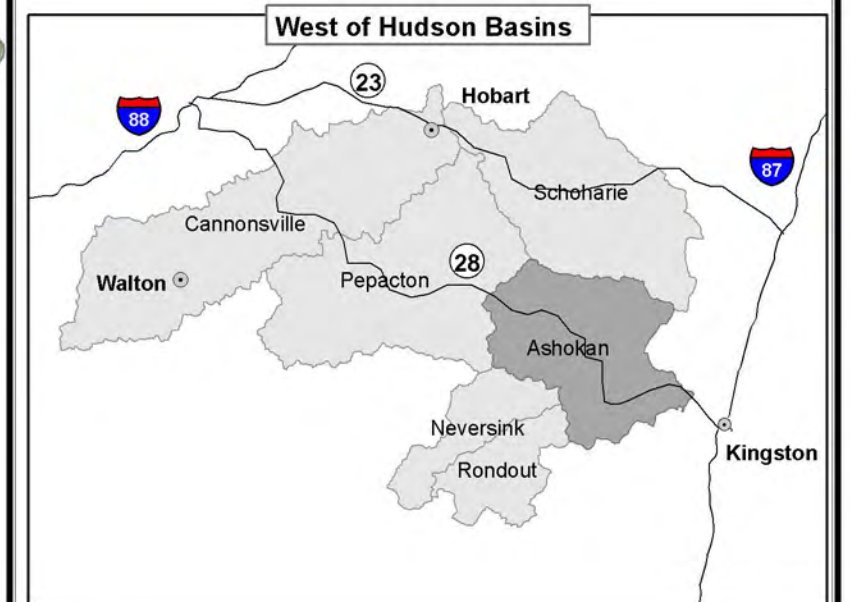 West of Hudson Basins
23
Hobart
88
87
Schoharie
Cannonsville
28
Walton
Pepacton
Ashokan
Neversink
Kingston
Rondout